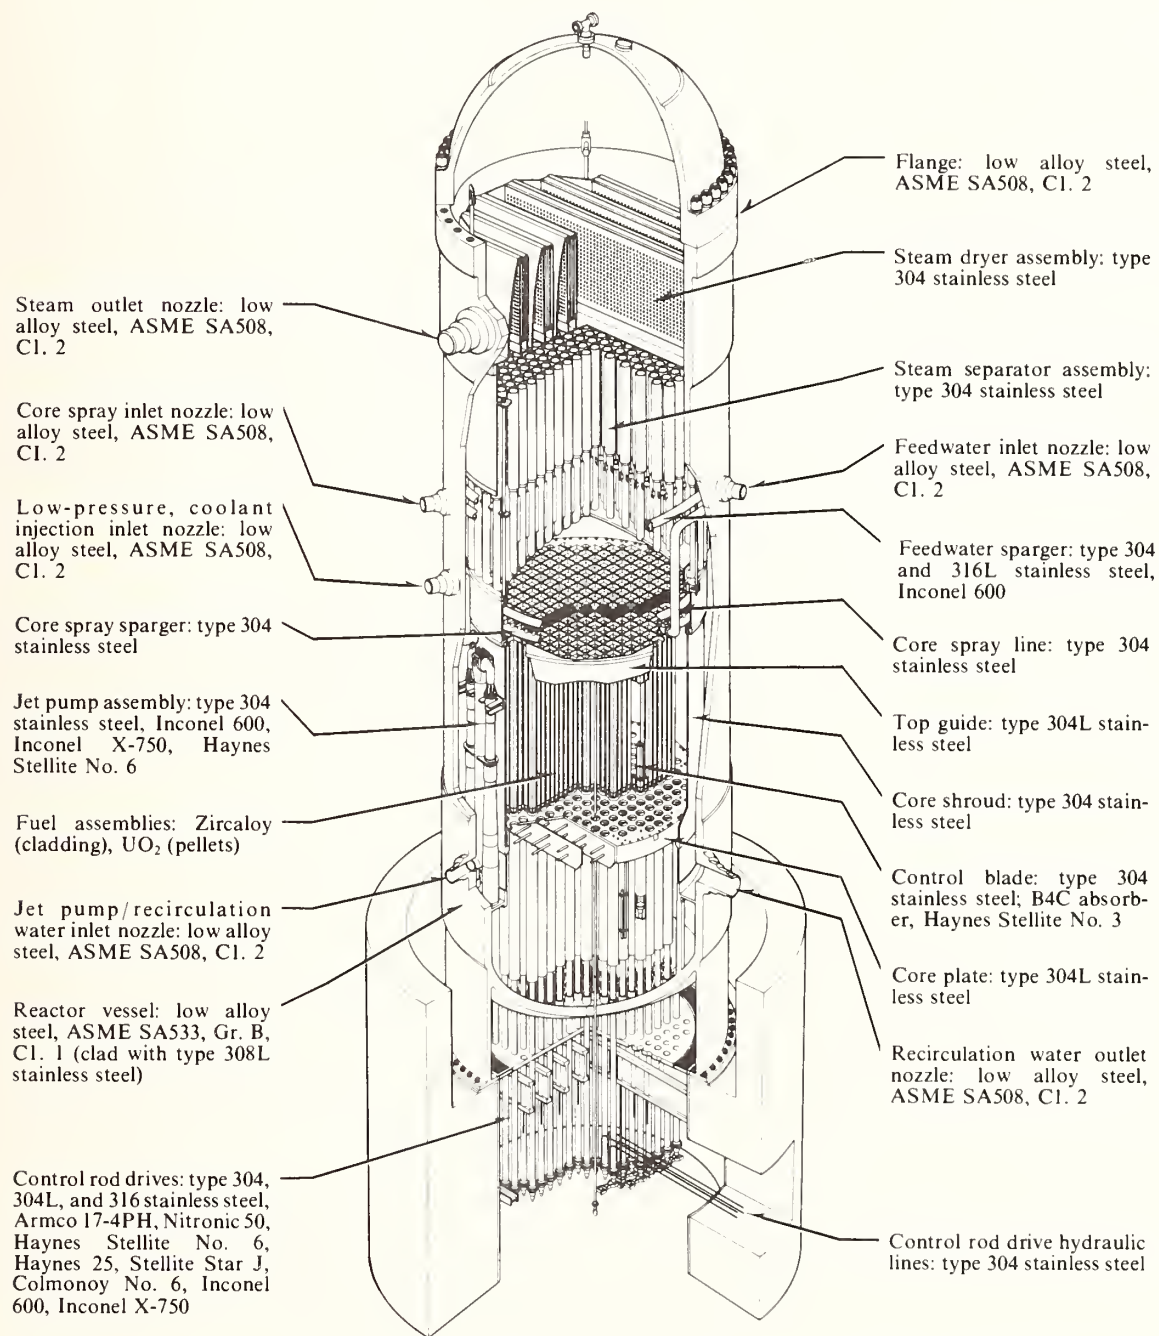 Steam outlet nozzle: low
alloy steel, ASME SA508,
Cl. 2
Core spray inlet nozzle: low
alloy steel, ASME SA508,
Cl. 2
Low-pressure, coolant
injection inlet nozzle: low
alloy steel, ASME SA508,
Cl. 2
Core spray sparger: type 304
stainless steel
Jet pump assembly: type 304
stainless steel, Inconel 600,
Inconel X-750, Haynes
Stellite No. 6
Fuel assemblies: Zircaloy
(cladding), UO₂ (pellets)
Jet pump/recirculation
water inlet nozzle: low alloy
steel, ASME SA508, Cl. 2
Reactor vessel: low alloy
steel, ASME SA533, Gr. B,
Cl. 1 (clad with type 308L
stainless steel)
Control rod drives: type 304,
304L, and 316 stainless steel,
Armco 17-4PH, Nitronic 50,
Haynes Stellite No. 6,
Haynes 25, Stellite Star J,
Colmonoy No. 6, Inconel
600, Inconel X-750
Flange: low alloy steel,
ASME SA508, Cl. 2
Steam dryer assembly: type
304 stainless steel
Steam separator assembly:
type 304 stainless steel
Feedwater inlet nozzle: low
alloy steel, ASME SA508,
Cl. 2
Feedwater sparger: type 304
and 316L stainless steel,
Inconel 600
Core spray line: type 304
stainless steel
Top guide: type 304L stain-
less steel
Core shroud: type 304 stain-
less steel
Control blade: type 304
stainless steel; B4C absorb-
er, Haynes Stellite No. 3
Core plate: type 304L stain-
less steel
Recirculation water outlet
nozzle: low alloy steel,
ASME SA508, Cl. 2
Control rod drive hydraulic
lines: type 304 stainless steel